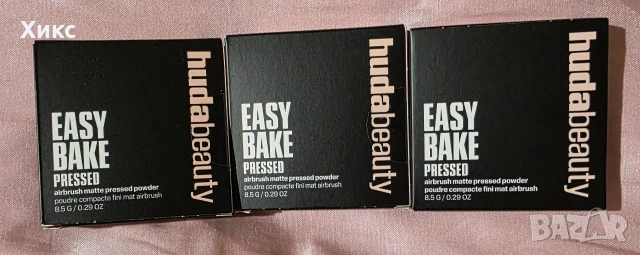 Хикс
hudabeauty
EASY
BAKE
PRESSED
airbrush matte pressed powder
poudre compacte fini mat airbrush
8.5 G / 0.29 OZ
hudabeauty
EASY
BAKE
PRESSED
airbrush matte pressed powder
poudre compacte fini mat airbrush
8.5 G / 0.29 OZ
hudabeauty
EASY
BAKE
PRESSED
airbrush matte pressed powder
poudre compacte fini mat airbrush
8.5 G / 0.29 OZ
BAZAR